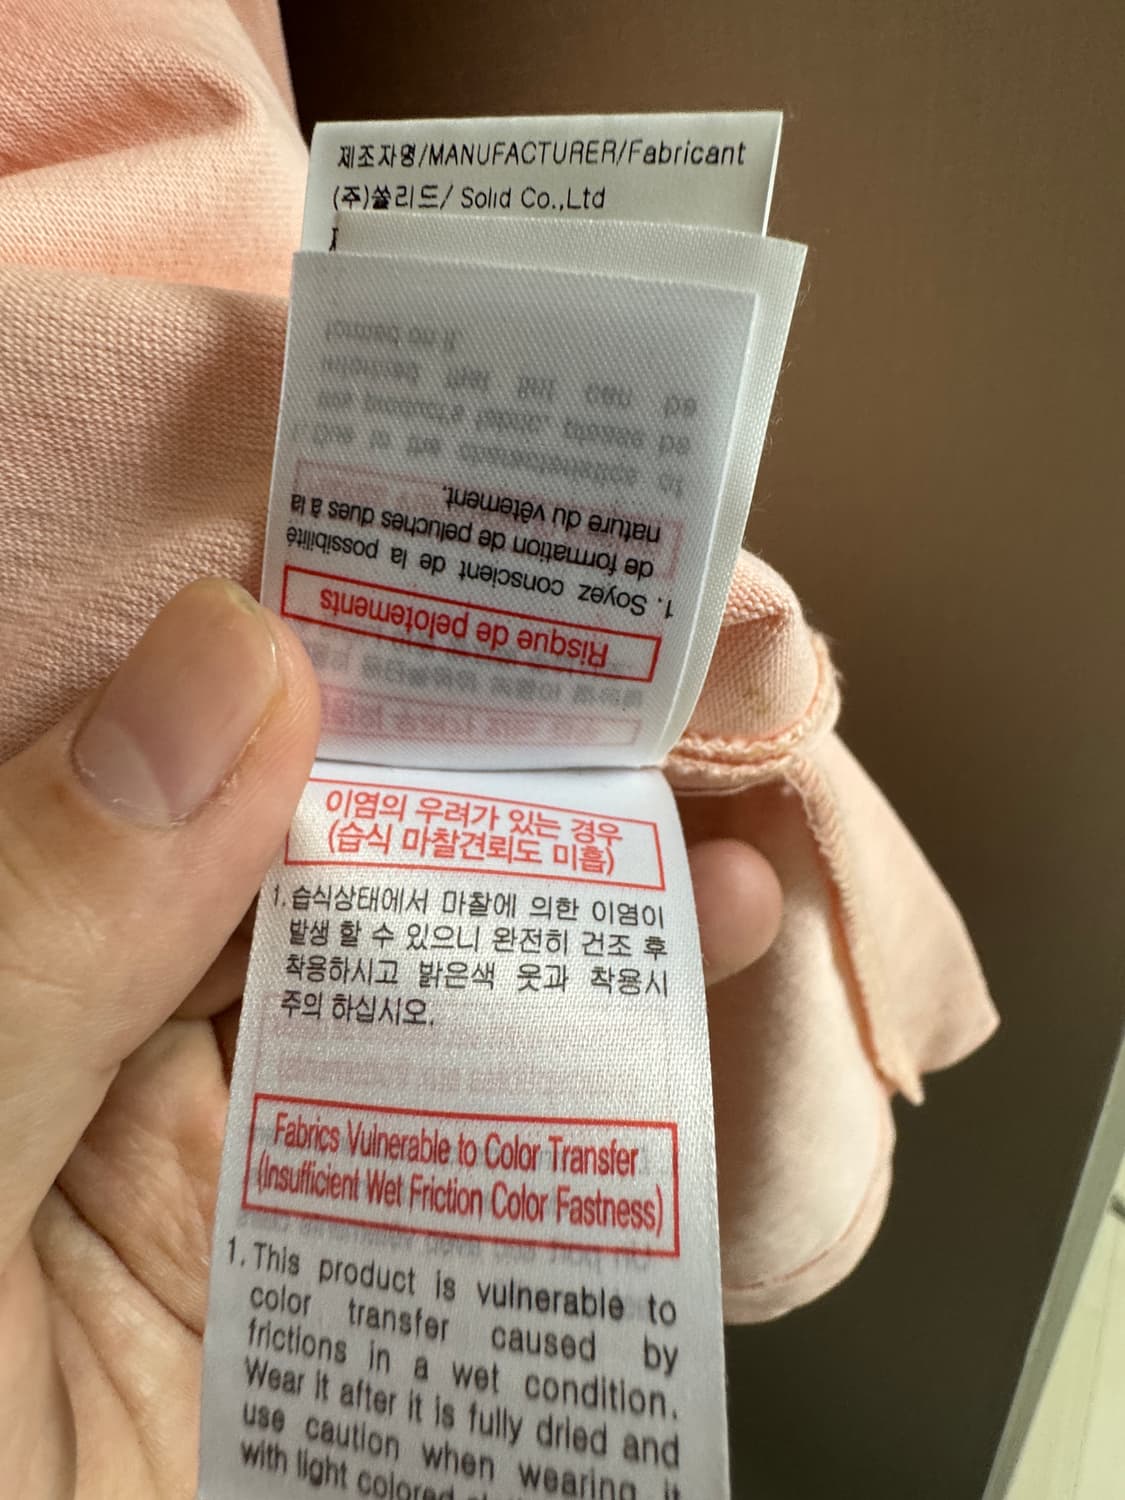 제조자명/MANUFACTURER/Fabricant
(주)쏠리드/ Solid Co.,Ltd
Risque de pelotements
1. Soyez conscient de la possibilité
de formation de peluches dues à la
nature du vêtement.
이염의 우려가 있는 경우
(습식 마찰견뢰도 미흡)
1. 습식상태에서 마찰에 의한 이염이
발생 할 수 있으니 완전히 건조 후
착용하시고 밝은색 옷과 착용시
주의 하십시오.
Fabrics Vulnerable to Color Transfer
(Insufficient Wet Friction Color Fastness)
1. This product is vulnerable to
color transfer caused by
frictions in a wet condition.
Wear it after it is fully dried and
use caution when wearing it
with light colored